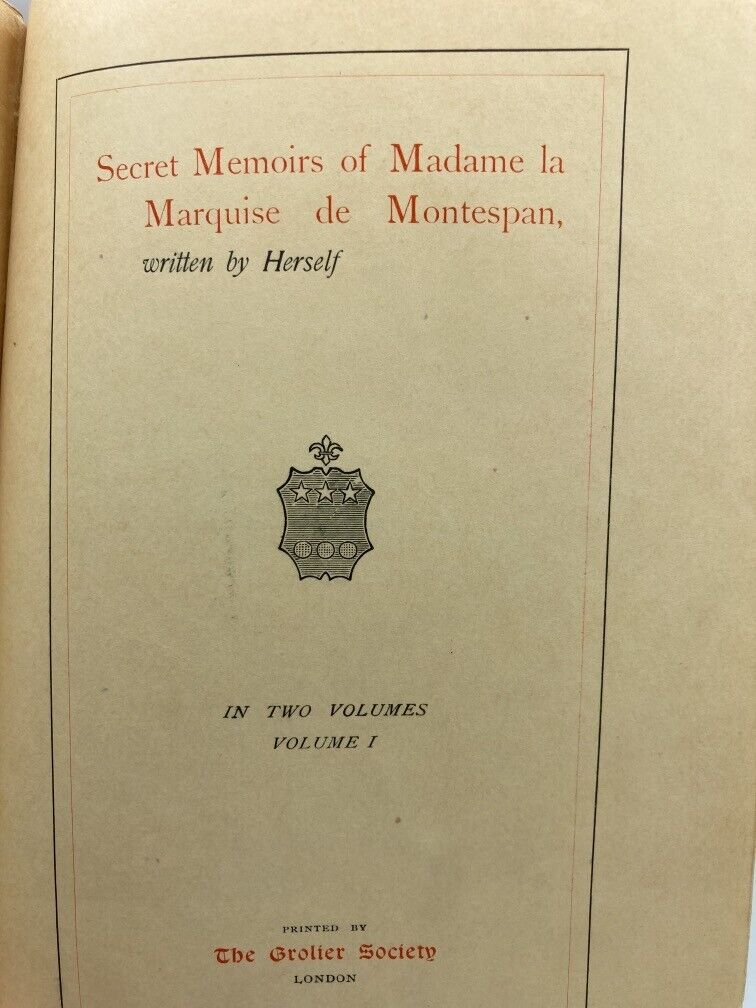 Secret Memoirs of Madame la
Marquise de Montespan,
written by Herself
IN TWO VOLUMES
VOLUME I
PRINTED BY
The Grolier Society
LONDON